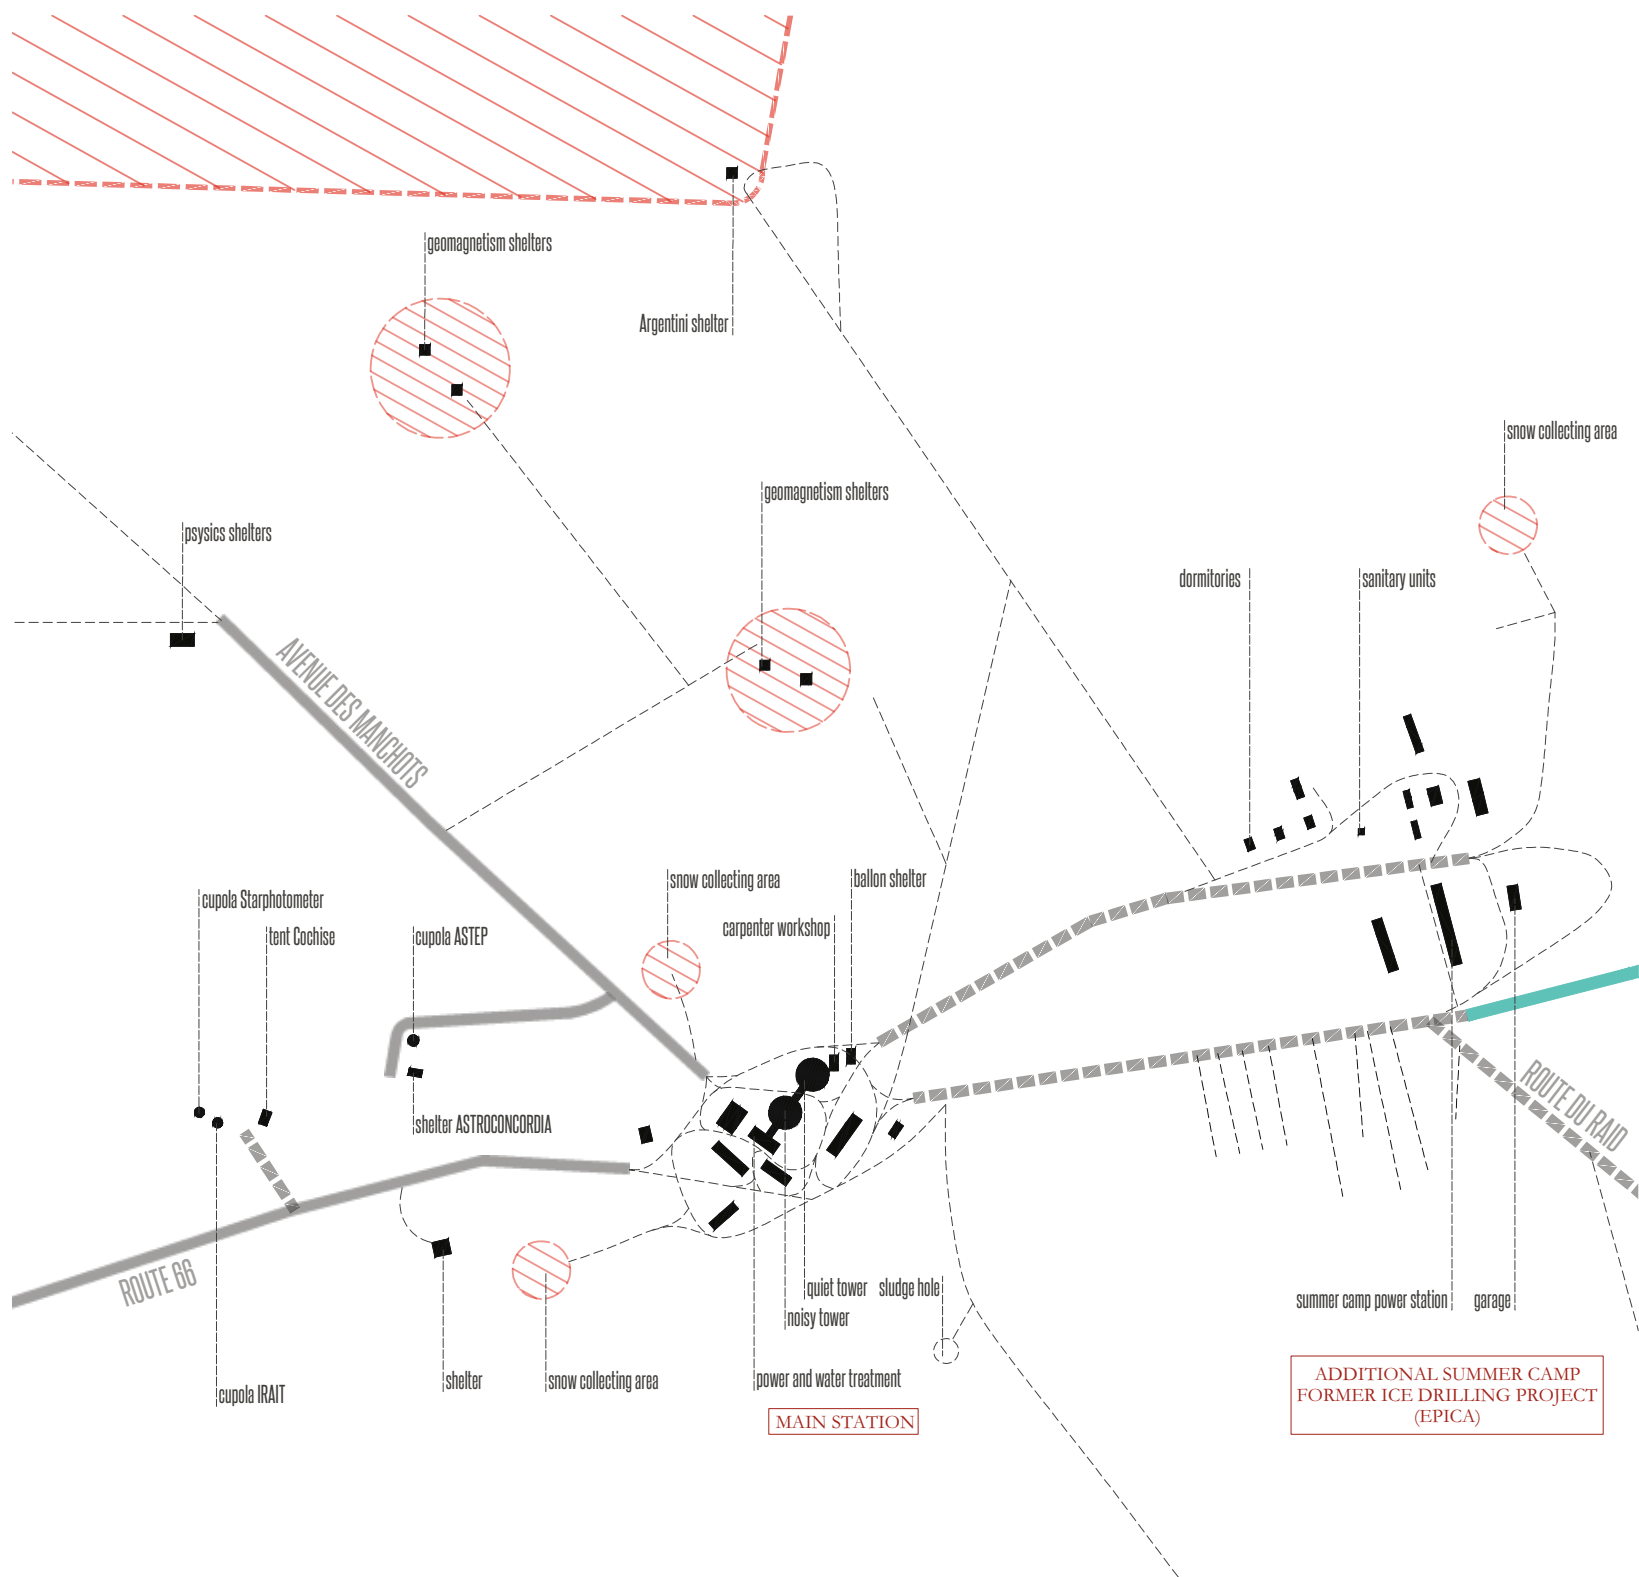 geomagnetism shelters
Argentini shelter
snow collecting area
geomagnetism shelters
psysics shelters
dormitories
sanitary units
AVENUE DES MANCHOTS
snow collecting area
ballon shelter
cupola Starphotometer
carpenter workshop
tent Cochise
cupola ASTEP
shelter ASTROCONCORDIA
ROUTE DU RAID
ROUTE 66
quiet tower
sludge hole
noisy tower
summer camp power station
garage
shelter
snow collecting area
power and water treatment
cupola IRAIT
MAIN STATION
ADDITIONAL SUMMER CAMP
FORMER ICE DRILLING PROJECT
(EPICA)